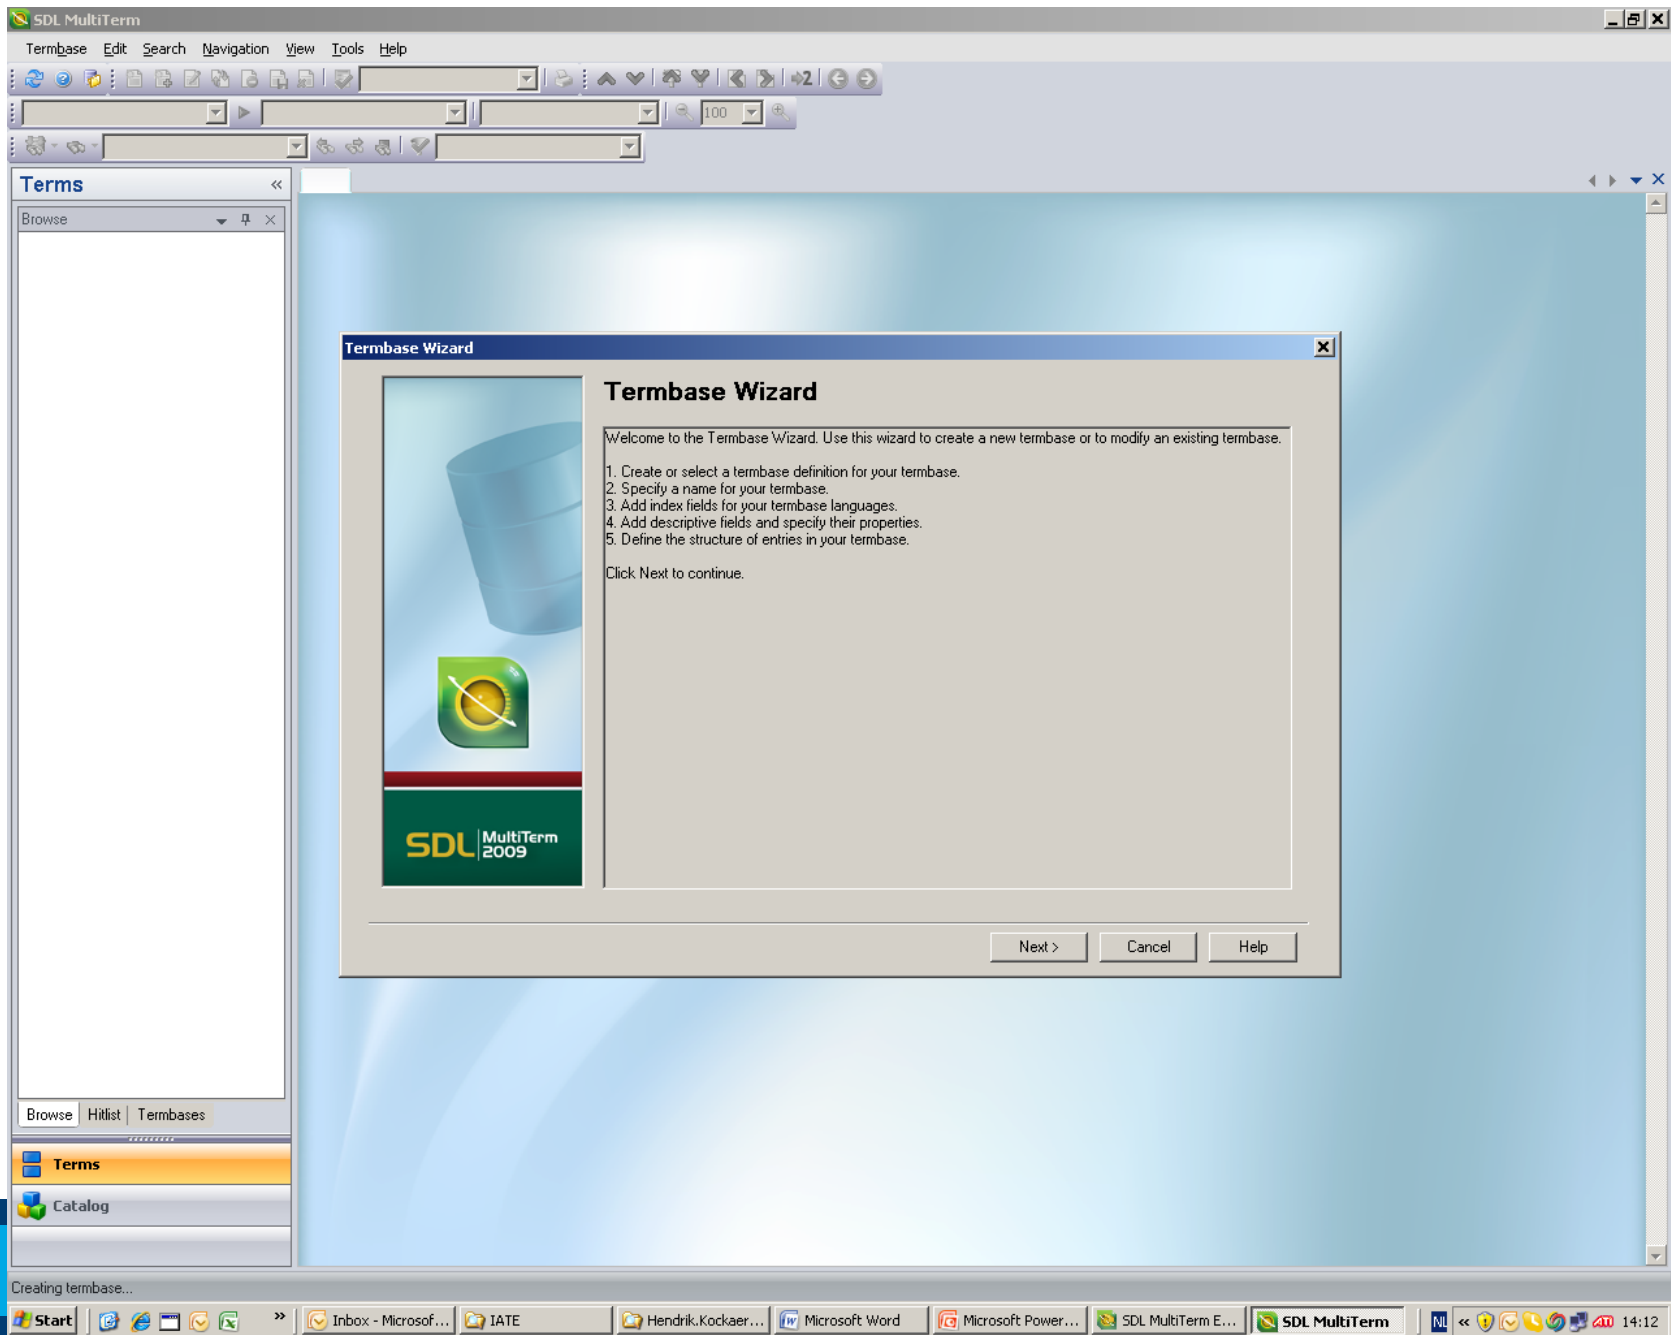 SDL MultiTerm
Termbase Edit Search Navigation View Tools Help
2
100
Terms
Browse
Termbase Wizard
Termbase Wizard
Welcome to the Termbase Wizard. Use this wizard to create a new termbase or to modify an existing termbase.
1. Create or select a termbase definition for your termbase.
2. Specify a name for your termbase.
3. Add index fields for your termbase languages.
4. Add descriptive fields and specify their properties.
5. Define the structure of entries in your termbase.
Click Next to continue.
SDL MultiTerm 2009
Next > Cancel Help
Browse Hitlist Termbases
Terms
Catalog
Creating termbase...
Start Inbox - Microsof... IATE Hendrik.Kockaer... Microsoft Word Microsoft Power... SDL MultiTerm E... SDL MultiTerm NL 14:12